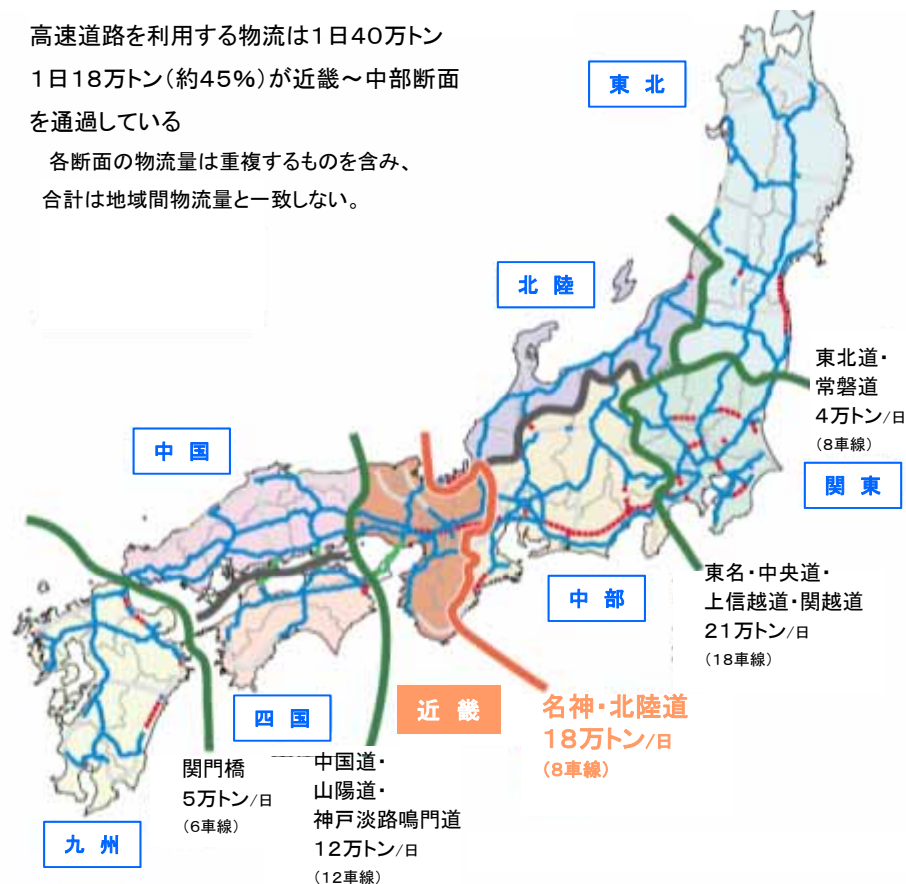 高速道路を利用する物流は1日40万トン
1日18万トン(約45%)が近畿～中部断面
を通過している
各断面の物流量は重複するものを含み、
合計は地域間物流量と一致しない。
東 北
北 陸
東北道・
常磐道
4万トン/日
(8車線)
中 国
関 東
東名・中央道・
上信越道・関越道
21万トン/日
(18車線)
中 部
近 畿
名神・北陸道
18万トン/日
(8車線)
四 国
関門橋
5万トン/日
(6車線)
中国道・
山陽道・
神戸淡路鳴門道
12万トン/日
(12車線)
九 州